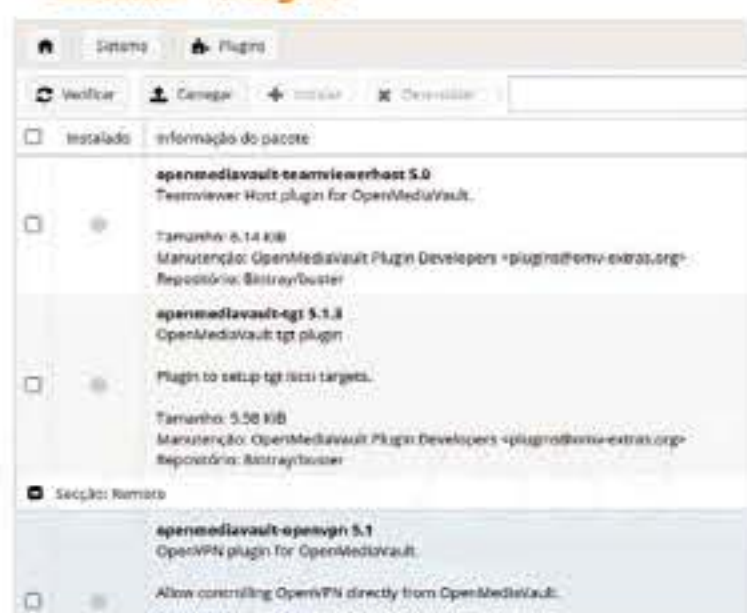 Sistema Plugins
Verificar Carregar Instalar Desinstalar
Instalado Informação do pacote
openmediavault-teamviewerhost 5.0
Teamviewer Host plugin for OpenMediaVault.
Tamanho: 6.14 KiB
Manutenção: OpenMediaVault Plugin Developers <plugins@omv-extras.org>
Repositório: Bintray/buster
openmediavault-tgt 5.1.3
OpenMediaVault tgt plugin
Plugin to setup tgt iscsi targets.
Tamanho: 5.58 KiB
Manutenção: OpenMediaVault Plugin Developers <plugins@omv-extras.org>
Repositório: Bintray/buster
Secção: Remote
openmediavault-openvpn 5.1
OpenVPN plugin for OpenMediaVault.
Allow controlling OpenVPN directly from OpenMediaVault.